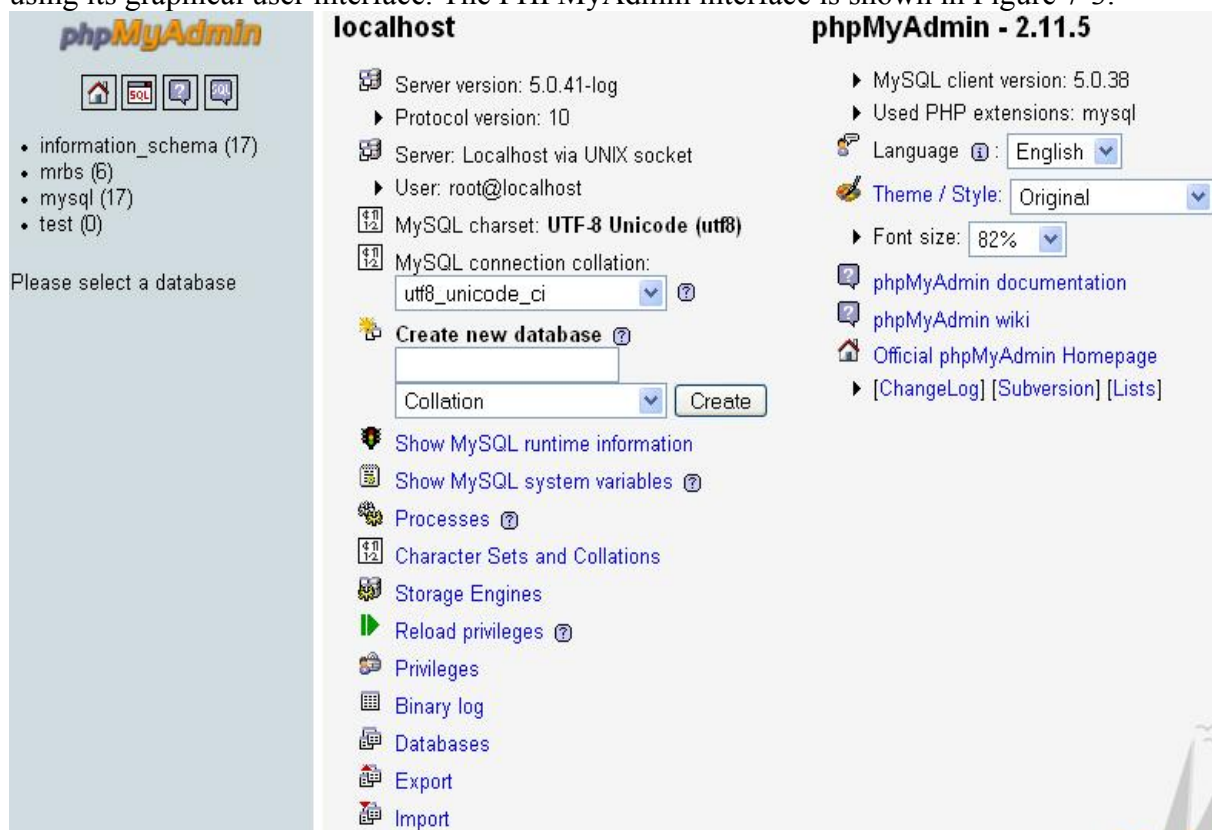 using its graphical user interface. The PHPMyAdmin interface is shown in Figure 7-3.
phpMyAdmin
SQL
SQL
information_schema (17)
mrbs (6)
mysql (17)
test (0)
Please select a database
localhost
Server version: 5.0.41-log
Protocol version: 10
Server: Localhost via UNIX socket
User: root@localhost
MySQL charset: UTF-8 Unicode (utf8)
MySQL connection collation:
utf8_unicode_ci
Create new database
Collation
Create
Show MySQL runtime information
Show MySQL system variables
Processes
Character Sets and Collations
Storage Engines
Reload privileges
Privileges
Binary log
Databases
Export
Import
phpMyAdmin - 2.11.5
MySQL client version: 5.0.38
Used PHP extensions: mysql
Language : English
Theme / Style: Original
Font size: 82%
phpMyAdmin documentation
phpMyAdmin wiki
Official phpMyAdmin Homepage
[ChangeLog] [Subversion] [Lists]